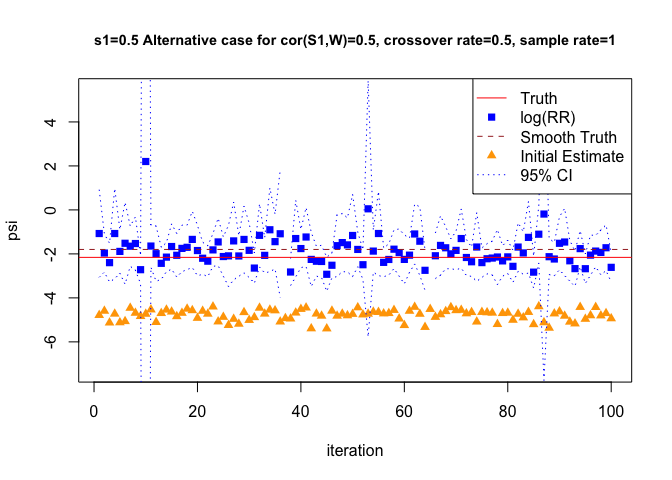 s1=0.5 Alternative case for cor(S1,W)=0.5, crossover rate=0.5, sample rate=1
Truth
log(RR)
Smooth Truth
Initial Estimate
95% CI
psi
4
2
0
-2
-4
-6
0 20 40 60 80 100
iteration